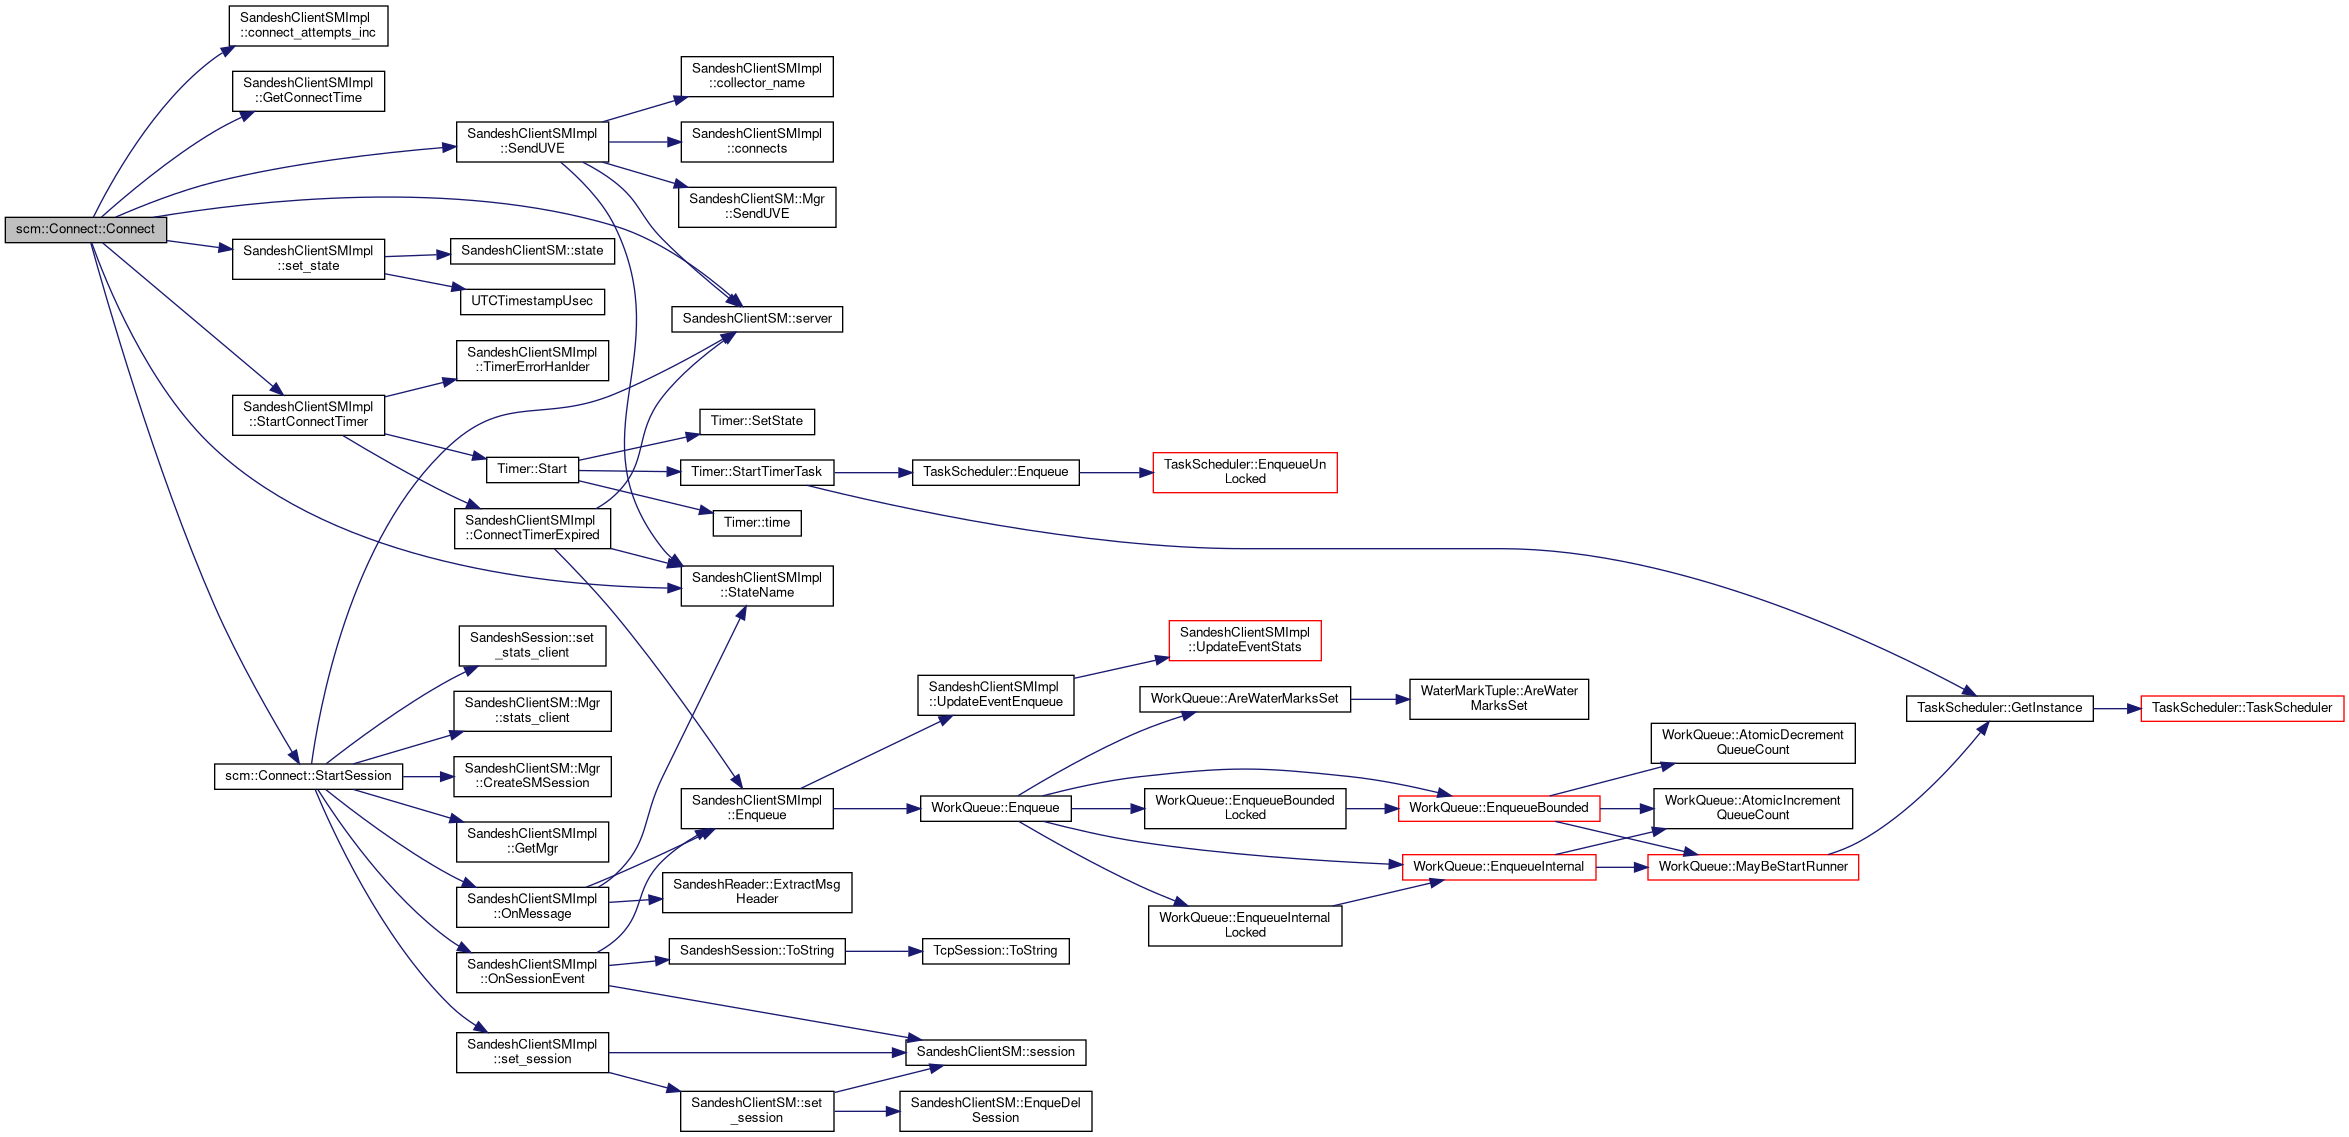 SandeshClientSMImpl
::connect_attempts_inc
SandeshClientSMImpl
::GetConnectTime
SandeshClientSMImpl
::collector_name
SandeshClientSMImpl
::SendUVE
SandeshClientSMImpl
::connects
SandeshClientSM::Mgr
::SendUVE
scm::Connect::Connect
SandeshClientSMImpl
::set_state
SandeshClientSM::state
UTCTimestampUsec
SandeshClientSM::server
SandeshClientSMImpl
::TimerErrorHanlder
SandeshClientSMImpl
::StartConnectTimer
Timer::SetState
Timer::Start
Timer::StartTimerTask
TaskScheduler::Enqueue
TaskScheduler::EnqueueUn
Locked
Timer::time
SandeshClientSMImpl
::ConnectTimerExpired
SandeshClientSMImpl
::StateName
SandeshSession::set
_stats_client
SandeshClientSMImpl
::UpdateEventStats
SandeshClientSM::Mgr
::stats_client
SandeshClientSMImpl
::UpdateEventEnqueue
WorkQueue::AreWaterMarksSet
WaterMarkTuple::AreWater
MarksSet
TaskScheduler::GetInstance
TaskScheduler::TaskScheduler
WorkQueue::AtomicDecrement
QueueCount
scm::Connect::StartSession
SandeshClientSM::Mgr
::CreateSMSession
SandeshClientSMImpl
::Enqueue
WorkQueue::Enqueue
WorkQueue::EnqueueBounded
Locked
WorkQueue::EnqueueBounded
WorkQueue::AtomicIncrement
QueueCount
SandeshClientSMImpl
::GetMgr
WorkQueue::EnqueueInternal
WorkQueue::MayBeStartRunner
SandeshClientSMImpl
::OnMessage
SandeshReader::ExtractMsg
Header
WorkQueue::EnqueueInternal
Locked
SandeshClientSMImpl
::OnSessionEvent
SandeshSession::ToString
TcpSession::ToString
SandeshClientSMImpl
::set_session
SandeshClientSM::session
SandeshClientSM::set
_session
SandeshClientSM::EnqueDel
Session